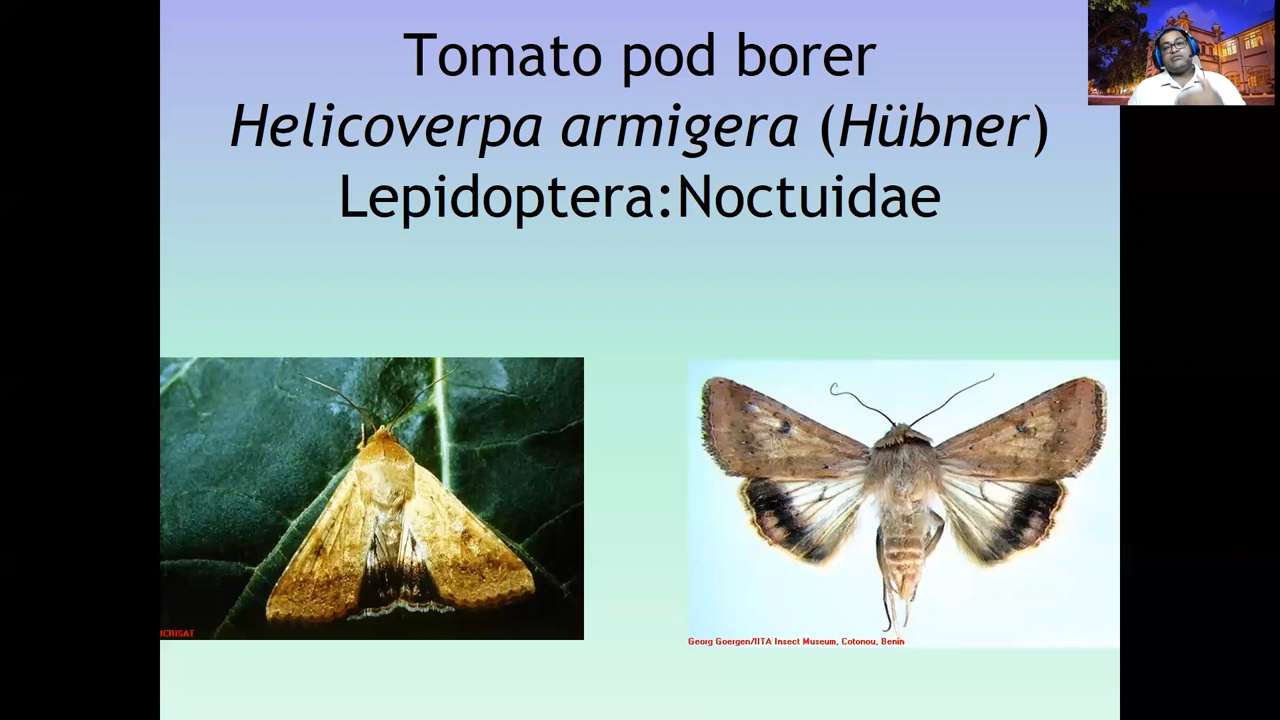 Tomato pod borer
Helicoverpa armigera (Hübner)
Lepidoptera:Noctuidae
ICRISAT
Georg Goergen/IITA Insect Museum, Cotonou, Benin